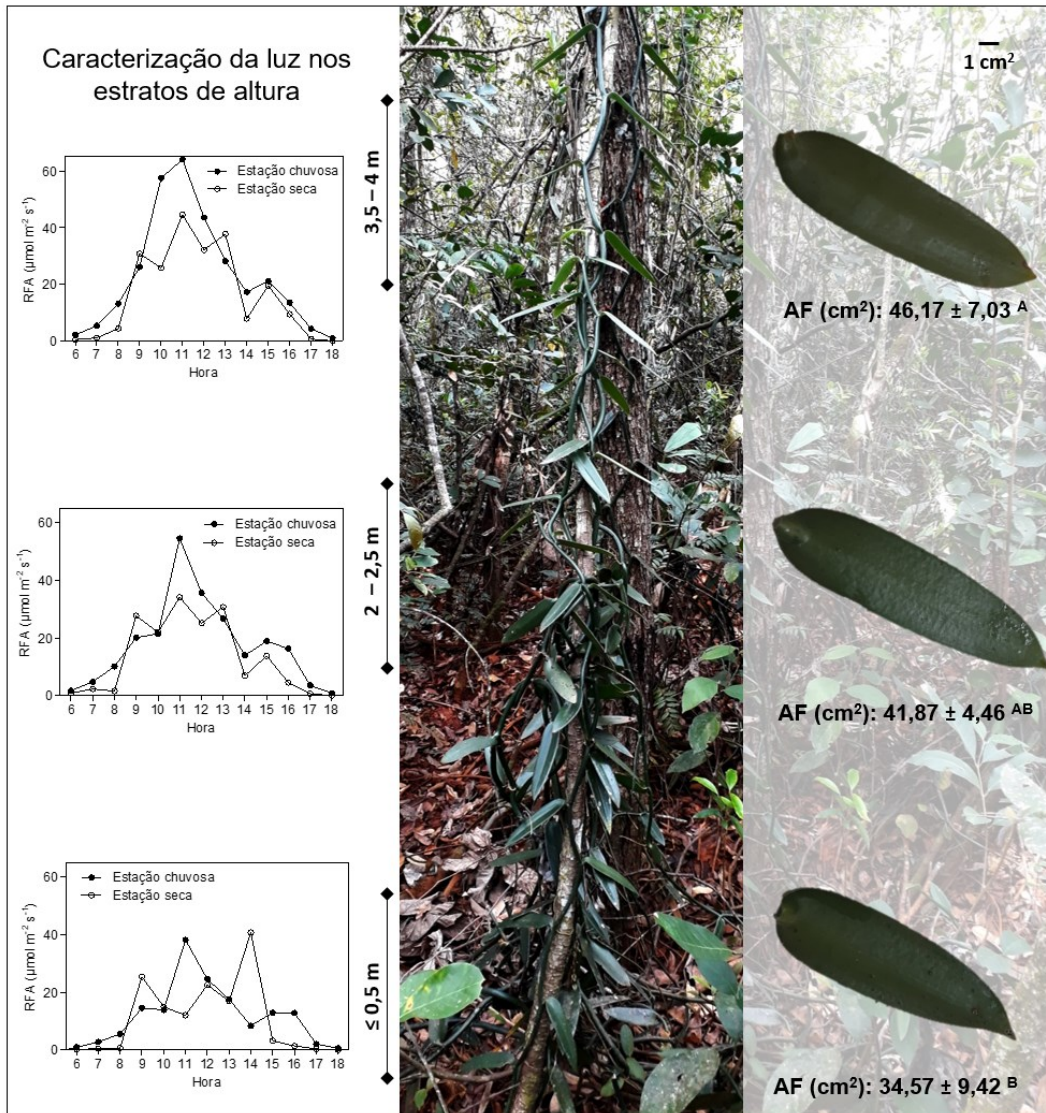 Caracterização da luz nos
estratos de altura
1 cm²
RFA (µmol m⁻² s⁻¹)
60
40
20
0
Estação chuvosa
Estação seca
6 7 8 9 10 11 12 13 14 15 16 17 18
Hora
3,5 – 4 m
AF (cm²): 46,17 ± 7,03 ᴬ
RFA (µmol m⁻² s⁻¹)
60
40
20
0
Estação chuvosa
Estação seca
6 7 8 9 10 11 12 13 14 15 16 17 18
Hora
2 – 2,5 m
AF (cm²): 41,87 ± 4,46 ᴬᴮ
RFA (µmol m⁻² s⁻¹)
60
40
20
0
Estação chuvosa
Estação seca
6 7 8 9 10 11 12 13 14 15 16 17 18
Hora
≤ 0,5 m
AF (cm²): 34,57 ± 9,42 ᴮ